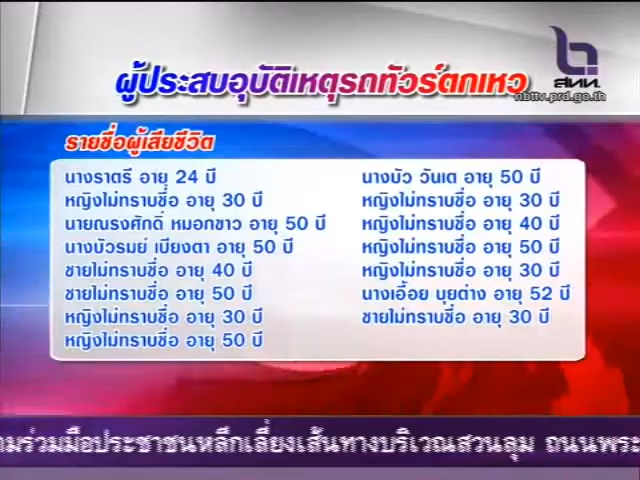 ผู้ประสบอุบัติเหตุรถทัวร์ตกเหว
สทท.
nbttv.prd.go.th
รายชื่อผู้เสียชีวิต
นางราตรี อายุ 24 ปี
หญิงไม่ทราบชื่อ อายุ 30 ปี
นายณรงศักดิ์ หมอกขาว อายุ 50 ปี
นางบัวรมย์ เบียงตา อายุ 50 ปี
ชายไม่ทราบชื่อ อายุ 40 ปี
ชายไม่ทราบชื่อ อายุ 50 ปี
หญิงไม่ทราบชื่อ อายุ 30 ปี
หญิงไม่ทราบชื่อ อายุ 50 ปี
นางบัว วันเต อายุ 50 ปี
หญิงไม่ทราบชื่อ อายุ 30 ปี
หญิงไม่ทราบชื่อ อายุ 40 ปี
หญิงไม่ทราบชื่อ อายุ 50 ปี
หญิงไม่ทราบชื่อ อายุ 30 ปี
นางเอื้อย บุยต่าง อายุ 52 ปี
ชายไม่ทราบชื่อ อายุ 30 ปี
ามร่วมมือประชาชนหลีกเลี่ยงเส้นทางบริเวณสวนลุม ถนนพระ